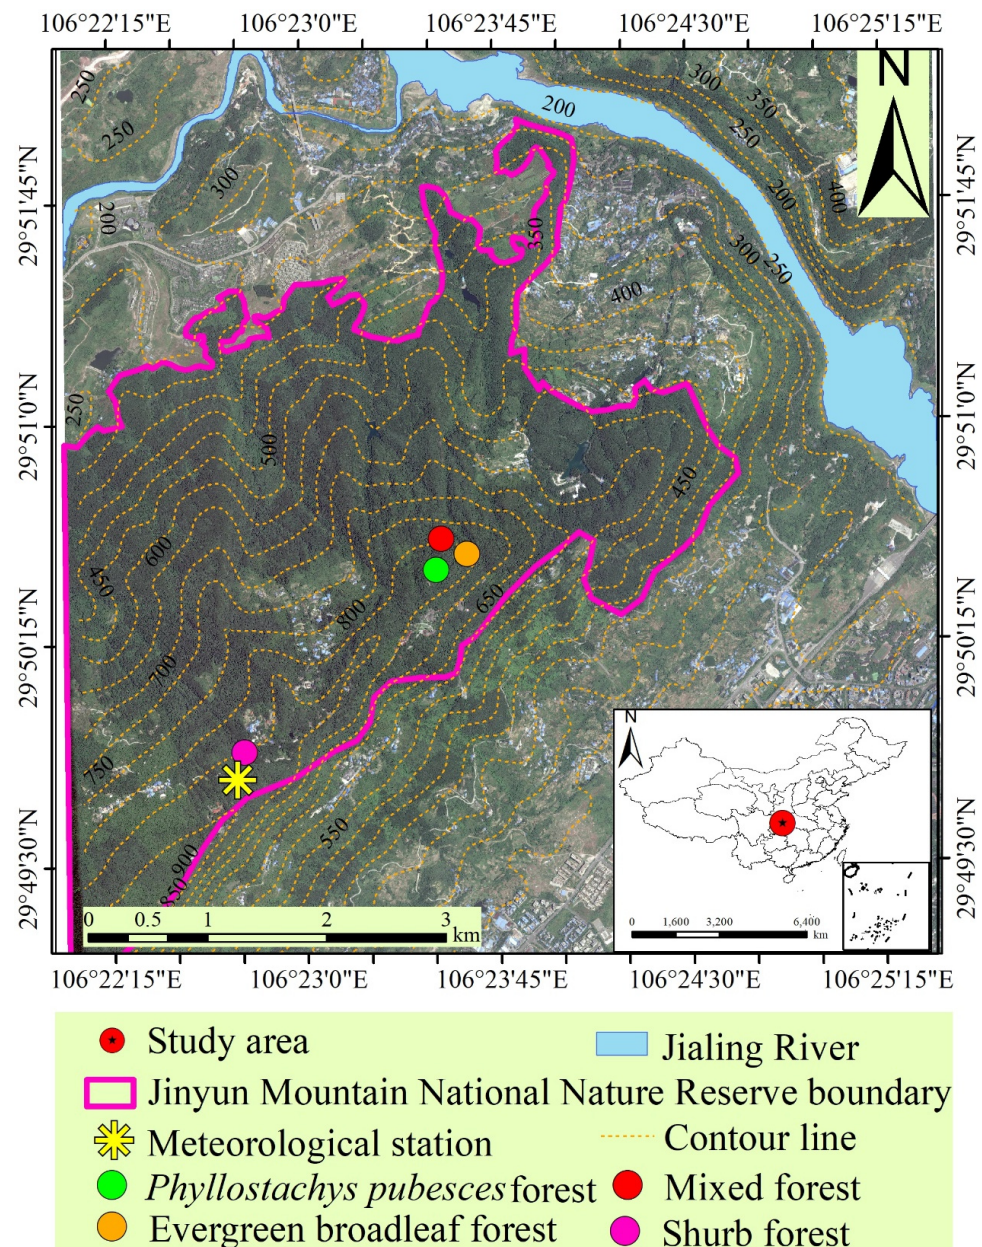 106°22'15"E 106°23'0"E 106°23'45"E 106°24'30"E 106°25'15"E
N
250
250
300
200
200
300
350
250
200
400
29°51'45"N
29°51'45"N
350
300
250
400
250
500
29°51'0"N
29°51'0"N
450
600
450
800
650
29°50'15"N
29°50'15"N
700
750
550
900
850
29°49'30"N
29°49'30"N
N
0 1,600 3,200 6,400
km
0 0.5 1 2 3
km
106°22'15"E 106°23'0"E 106°23'45"E 106°24'30"E 106°25'15"E
Study area
Jialing River
Jinyun Mountain National Nature Reserve boundary
Meteorological station
Contour line
Phyllostachys pubesces forest
Mixed forest
Evergreen broadleaf forest
Shurb forest